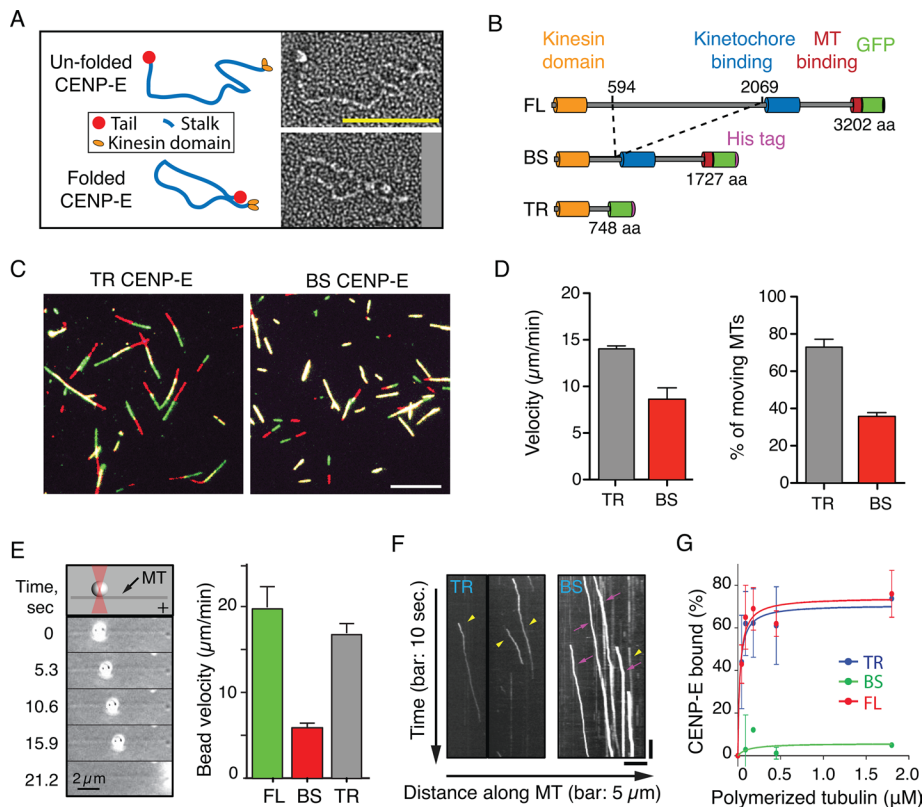 A
Un-folded
CENP-E
Tail Stalk
Kinesin domain
Folded
CENP-E
B
Kinesin
domain
Kinetochore
binding
MT
binding
GFP
594
2069
FL
3202 aa
His tag
BS
1727 aa
TR
748 aa
C
TR CENP-E
BS CENP-E
D
Velocity (µm/min)
20
15
10
5
0
TR BS
% of moving MTs
100
80
60
40
20
0
TR BS
E
Time,
sec
MT
+
0
5.3
10.6
15.9
21.2
2 µm
Bead velocity (µm/min)
20
10
0
FL BS TR
F
Time (bar: 10 sec.)
TR
BS
Distance along MT (bar: 5 µm)
G
CENP-E bound (%)
80
60
40
20
0
TR
BS
FL
0 0.6 1.2 1.8
Polymerized tubulin (µM)